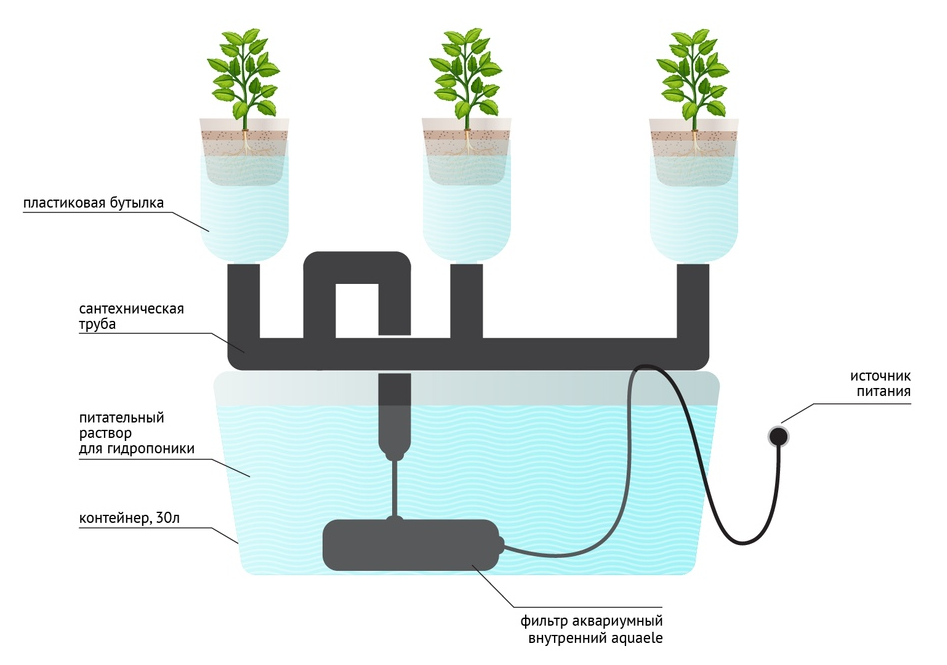 пластиковая бутылка
сантехническая
труба
источник
питания
питательный
раствор
для гидропоники
контейнер, 30л
фильтр аквариумный
внутренний aquaele